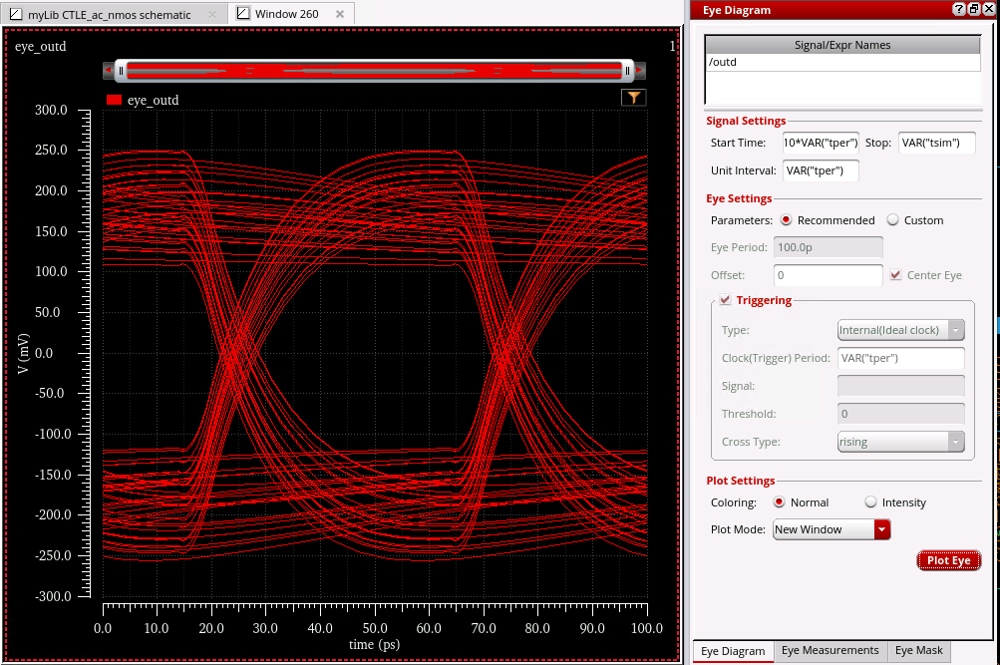 myLib CTLE_ac_nmos schematic
Window 260
eye_outd
1
eye_outd
300.0
250.0
200.0
150.0
100.0
50.0
0.0
-50.0
-100.0
-150.0
-200.0
-250.0
-300.0
V (mV)
0.0 10.0 20.0 30.0 40.0 50.0 60.0 70.0 80.0 90.0 100.0
time (ps)
Eye Diagram
Signal/Expr Names
/outd
Signal Settings
Start Time: 10*VAR("tper") Stop: VAR("tsim")
Unit Interval: VAR("tper")
Eye Settings
Parameters: Recommended Custom
Eye Period: 100.0p
Offset: 0 Center Eye
Triggering
Type: Internal(Ideal clock)
Clock(Trigger) Period: VAR("tper")
Signal:
Threshold: 0
Cross Type: rising
Plot Settings
Coloring: Normal Intensity
Plot Mode: New Window
Plot Eye
Eye Diagram Eye Measurements Eye Mask